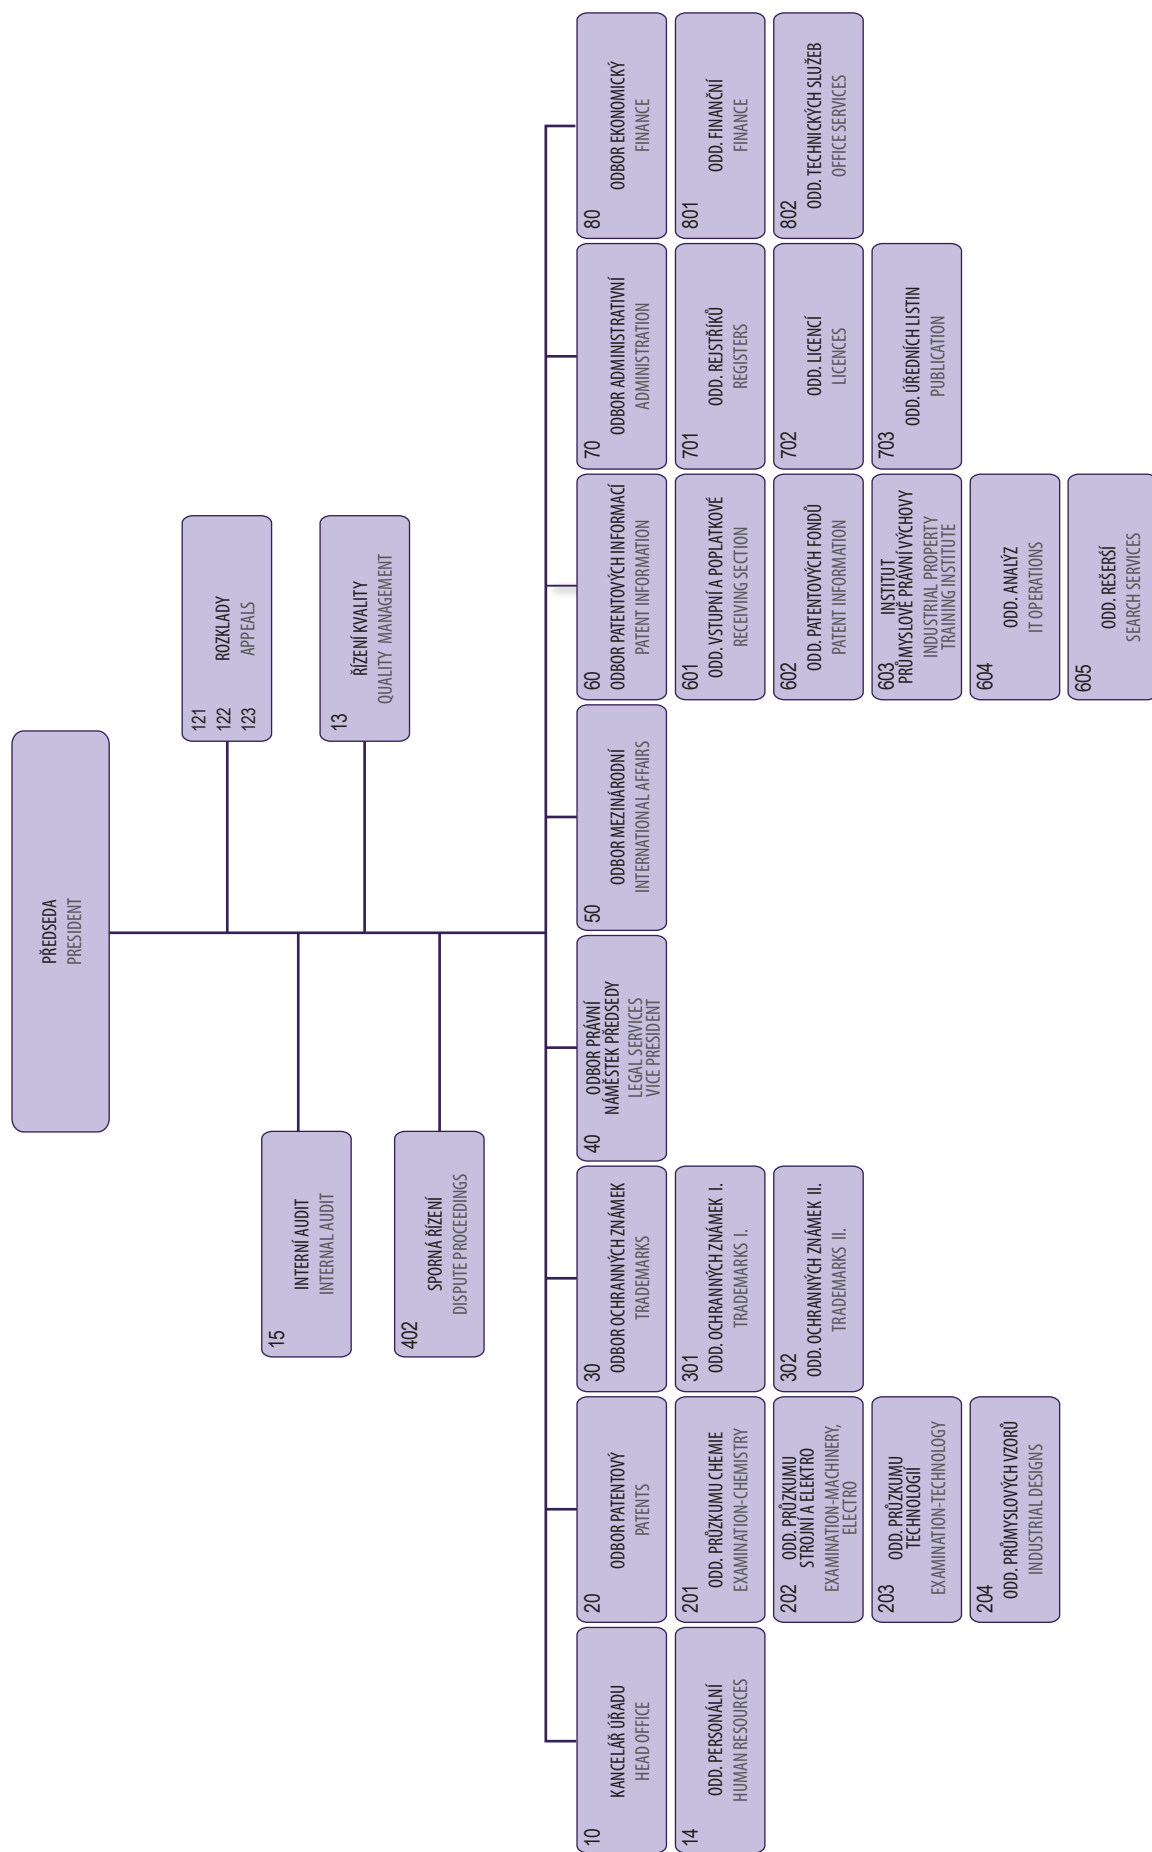 PŘEDSEDA
PRESIDENT
121
122
123
ROZKLADY
APPEALS
15
INTERNÍ AUDIT
INTERNAL AUDIT
13
ŘÍZENÍ KVALITY
QUALITY MANAGEMENT
402
SPORNÁ ŘÍZENÍ
DISPUTE PROCEEDINGS
10
KANCELÁŘ ÚŘADU
HEAD OFFICE
14
ODD. PERSONÁLNÍ
HUMAN RESOURCES
20
ODBOR PATENTOVÝ
PATENTS
201
ODD. PRŮZKUMU CHEMIE
EXAMINATION-CHEMISTRY
202
ODD. PRŮZKUMU
STROJNÍ A ELEKTRO
EXAMINATION-MACHINERY,
ELECTRO
203
ODD. PRŮZKUMU
TECHNOLOGIÍ
EXAMINATION-TECHNOLOGY
204
ODD. PRŮMYSLOVÝCH VZORŮ
INDUSTRIAL DESIGNS
30
ODBOR OCHRANNÝCH ZNÁMEK
TRADEMARKS
301
ODD. OCHRANNÝCH ZNÁMEK I.
TRADEMARKS I.
302
ODD. OCHRANNÝCH ZNÁMEK II.
TRADEMARKS II.
40
ODBOR PRÁVNÍ
NÁMĚSTEK PŘEDSEDY
LEGAL SERVICES
VICE PRESIDENT
50
ODBOR MEZINÁRODNÍ
INTERNATIONAL AFFAIRS
60
ODBOR PATENTOVÝCH INFORMACÍ
PATENT INFORMATION
601
ODD. VSTUPNÍ A POPLATKOVÉ
RECEIVING SECTION
602
ODD. PATENTOVÝCH FONDŮ
PATENT INFORMATION
603
INSTITUT
PRŮMYSLOVĚ PRÁVNÍ VÝCHOVY
INDUSTRIAL PROPERTY
TRAINING INSTITUTE
604
ODD. ANALÝZ
IT OPERATIONS
605
ODD. REŠERŠÍ
SEARCH SERVICES
70
ODBOR ADMINISTRATIVNÍ
ADMINISTRATION
701
ODD. REJSTŘÍKŮ
REGISTERS
702
ODD. LICENCÍ
LICENCES
703
ODD. ÚŘEDNÍCH LISTIN
PUBLICATION
80
ODBOR EKONOMICKÝ
FINANCE
801
ODD. FINANČNÍ
FINANCE
802
ODD. TECHNICKÝCH SLUŽEB
OFFICE SERVICES